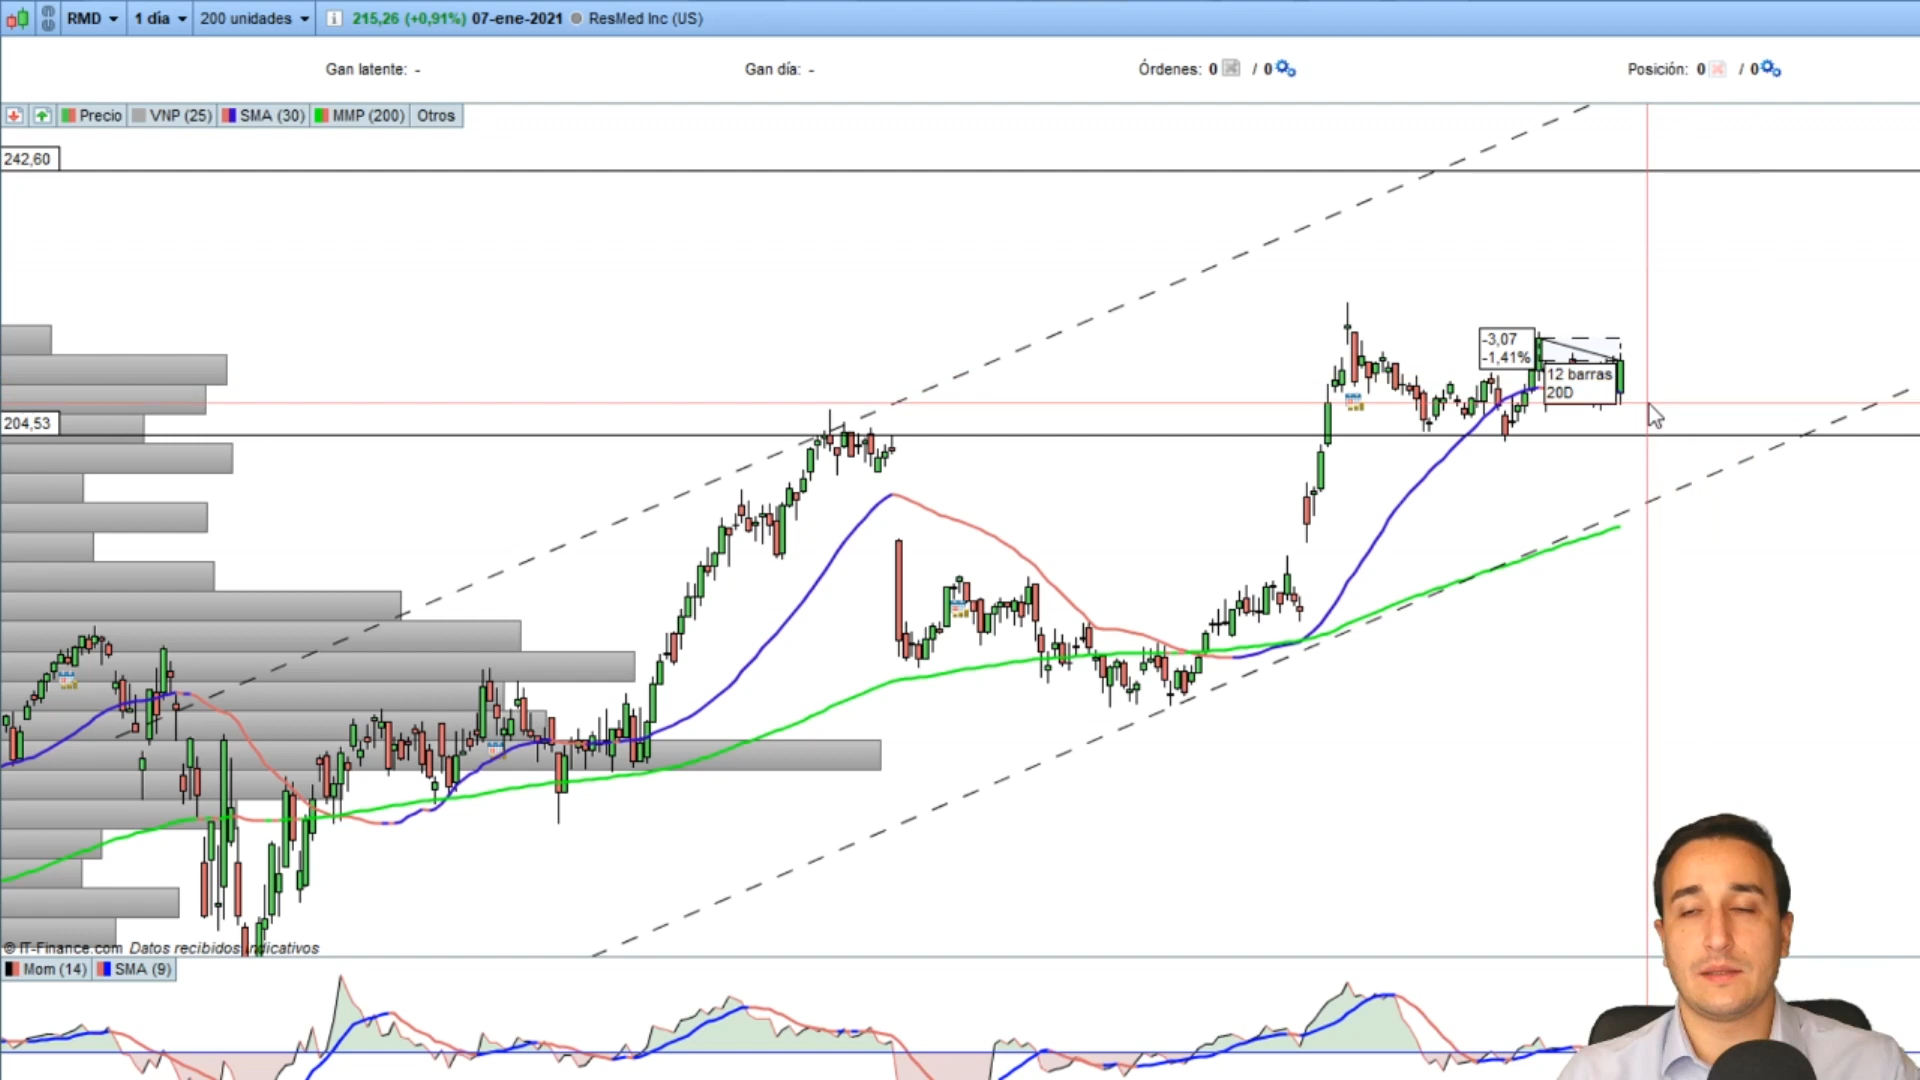 RMD 1 día 200 unidades 215,26 (+0,91%) 07-ene-2021 ResMed Inc (US)
Gan latente: - Gan día: - Órdenes: 0 / 0 Posición: 0 / 0
Precio VNP (25) SMA (30) MMP (200) Otros
242,60
-3,07
-1,41%
12 barras
20D
204,53
© IT-Finance.com Datos recibidos indicativos
Mom (14) SMA (9)